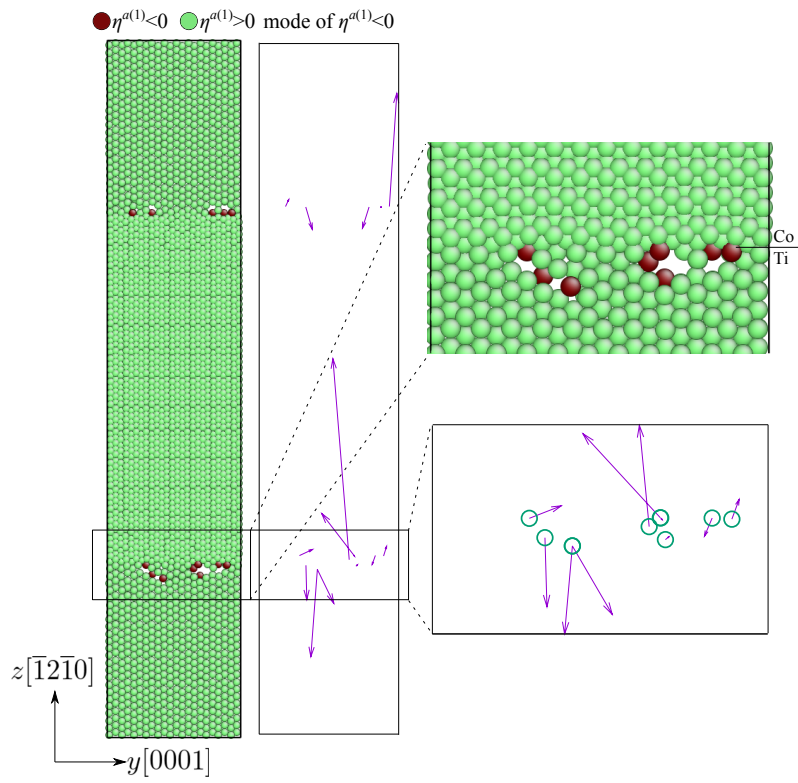 η^{a(1)}<0 η^{a(1)}>0 mode of η^{a(1)}<0
Co
Ti
z[1̅21̅0]
y[0001]